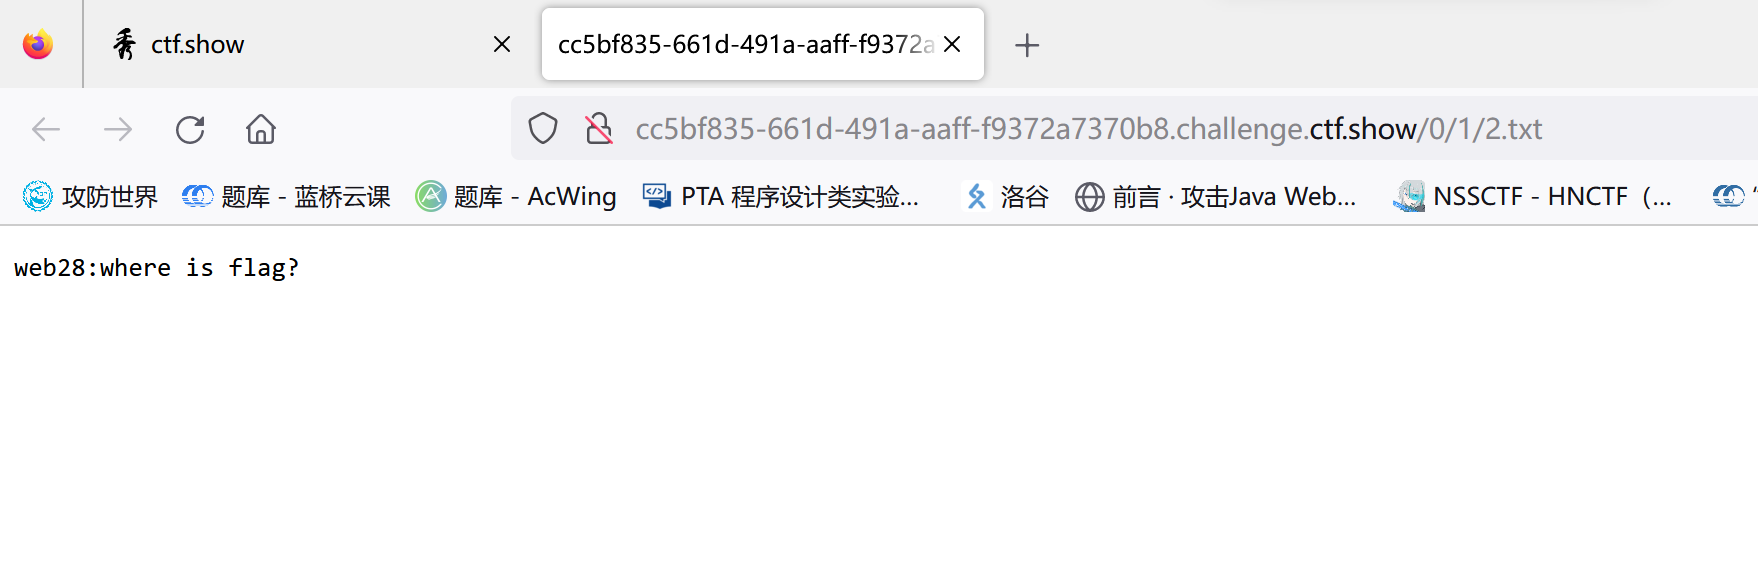 ctf.show
cc5bf835-661d-491a-aaff-f9372a
cc5bf835-661d-491a-aaff-f9372a7370b8.challenge.ctf.show/0/1/2.txt
攻防世界 题库 - 蓝桥云课 题库 - AcWing PTA 程序设计类实验... 洛谷 前言 · 攻击Java Web... NSSCTF - HNCTF（... “
web28:where is flag?